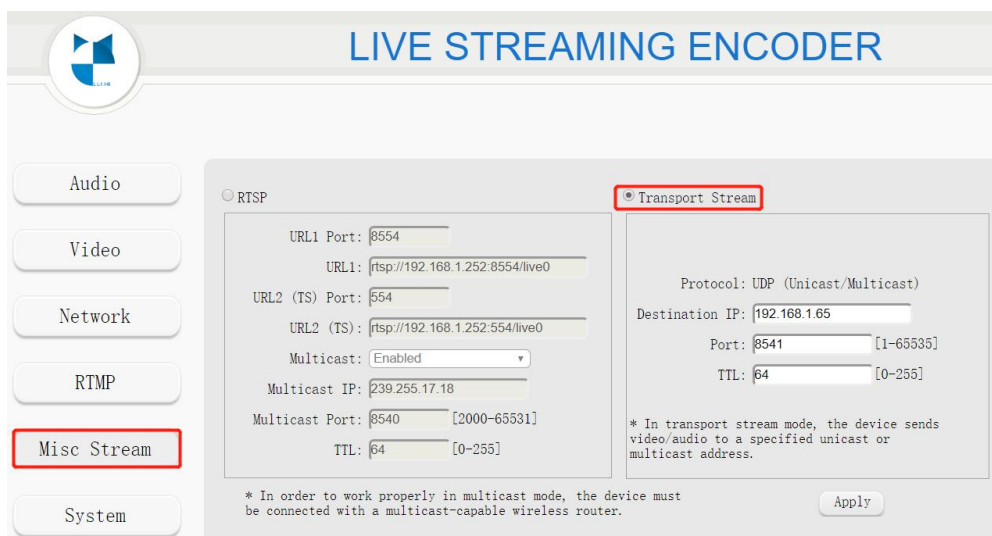 LIVE STREAMING ENCODER
Audio
Video
Network
RTMP
Misc Stream
System
RTSP
URL1 Port: 8554
URL1: rtsp://192.168.1.252:8554/live0
URL2 (TS) Port: 554
URL2 (TS): rtsp://192.168.1.252:554/live0
Multicast: Enabled
Multicast IP: 239.255.17.18
Multicast Port: 8540 [2000-65531]
TTL: 64 [0-255]
* In order to work properly in multicast mode, the device must
be connected with a multicast-capable wireless router.
Transport Stream
Protocol: UDP (Unicast/Multicast)
Destination IP: 192.168.1.65
Port: 8541 [1-65535]
TTL: 64 [0-255]
* In transport stream mode, the device sends
video/audio to a specified unicast or
multicast address.
Apply